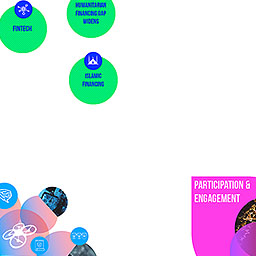 HUMANITARIAN
FINANCING GAP
WIDENS
FINTECH
ISLAMIC
FINANCING
PARTICIPATION &
ENGAGEMENT